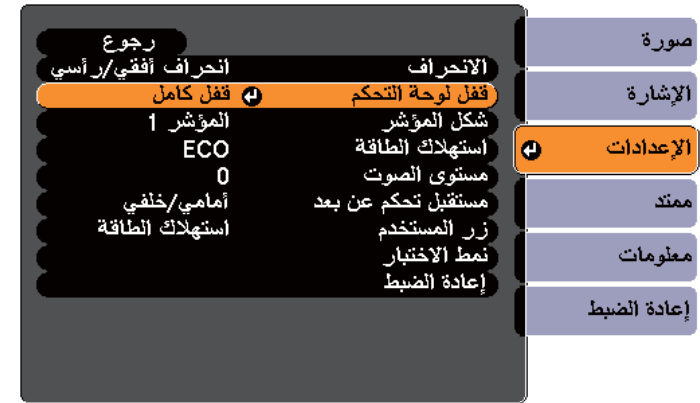 صورة
الإشارة
الإعدادات
ممتد
معلومات
إعادة الضبط
رجوع
الانحراف انحراف أفقي/رأسي
قفل لوحة التحكم قفل كامل
شكل المؤشر المؤشر 1
استهلاك الطاقة ECO
مستوى الصوت 0
مستقبل تحكم عن بعد أمامي/خلفي
زر المستخدم استهلاك الطاقة
نمط الاختبار
إعادة الضبط